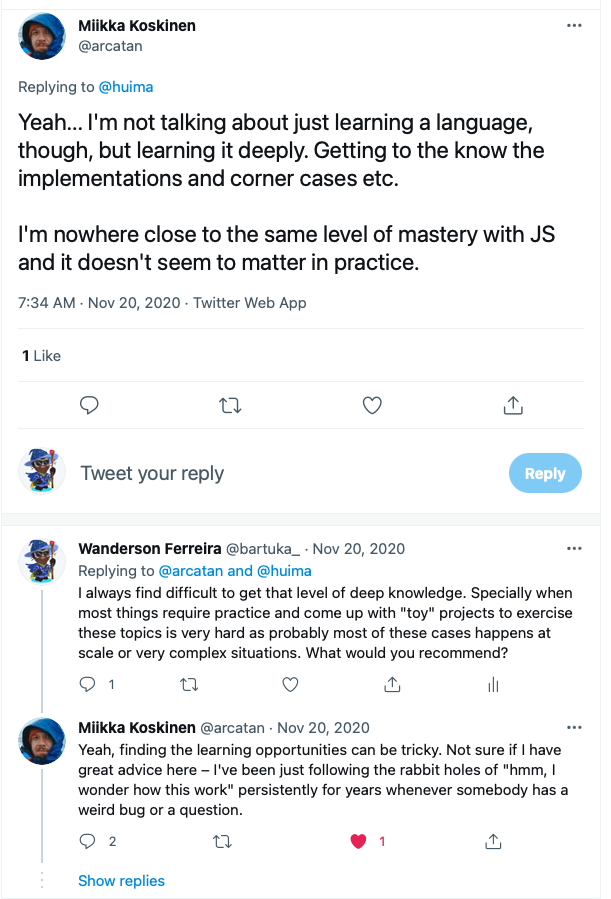 Miikka Koskinen
@arcatan
Replying to @huima
Yeah... I'm not talking about just learning a language,
though, but learning it deeply. Getting to the know the
implementations and corner cases etc.
I'm nowhere close to the same level of mastery with JS
and it doesn't seem to matter in practice.
7:34 AM · Nov 20, 2020 · Twitter Web App
1 Like
Tweet your reply
Reply
Wanderson Ferreira @bartuka_ · Nov 20, 2020
Replying to @arcatan and @huima
I always find difficult to get that level of deep knowledge. Specially when
most things require practice and come up with "toy" projects to exercise
these topics is very hard as probably most of these cases happens at
scale or very complex situations. What would you recommend?
1
Miikka Koskinen @arcatan · Nov 20, 2020
Yeah, finding the learning opportunities can be tricky. Not sure if I have
great advice here – I've been just following the rabbit holes of "hmm, I
wonder how this work" persistently for years whenever somebody has a
weird bug or a question.
2 1
Show replies